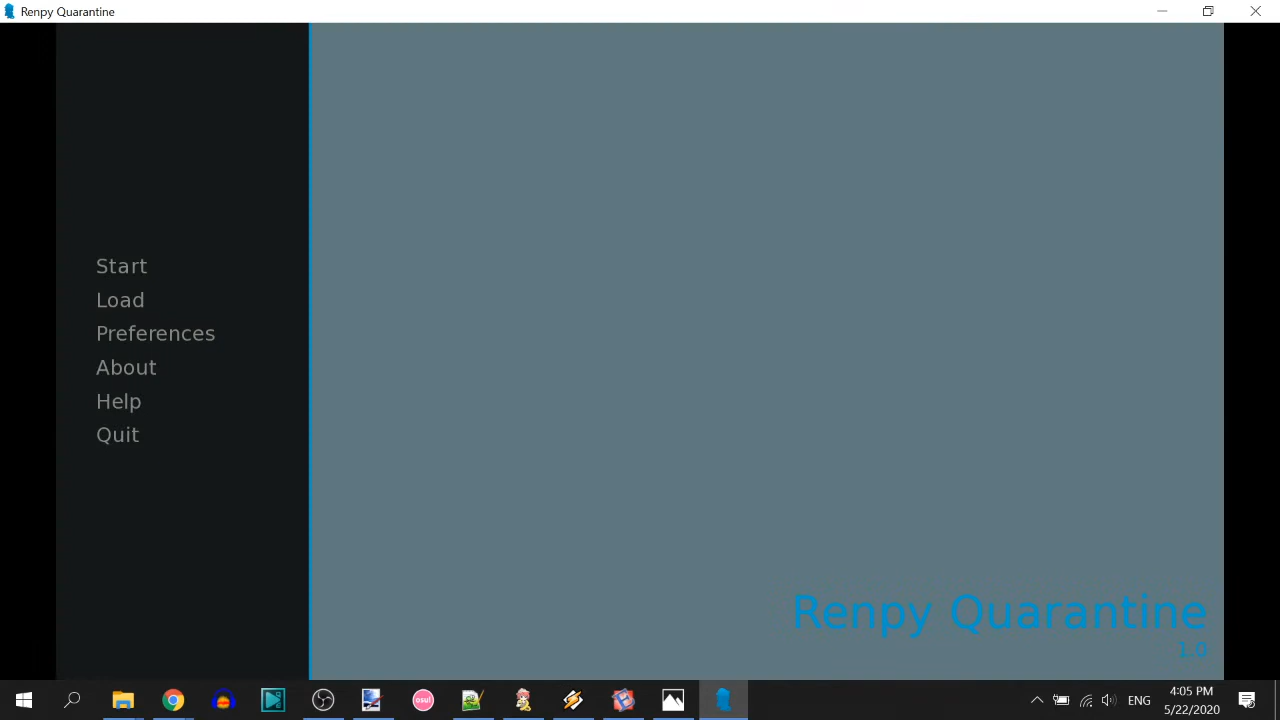 Renpy Quarantine
Start
Load
Preferences
About
Help
Quit
Renpy Quarantine
1.0
osu!
ENG
4:05 PM
5/22/2020